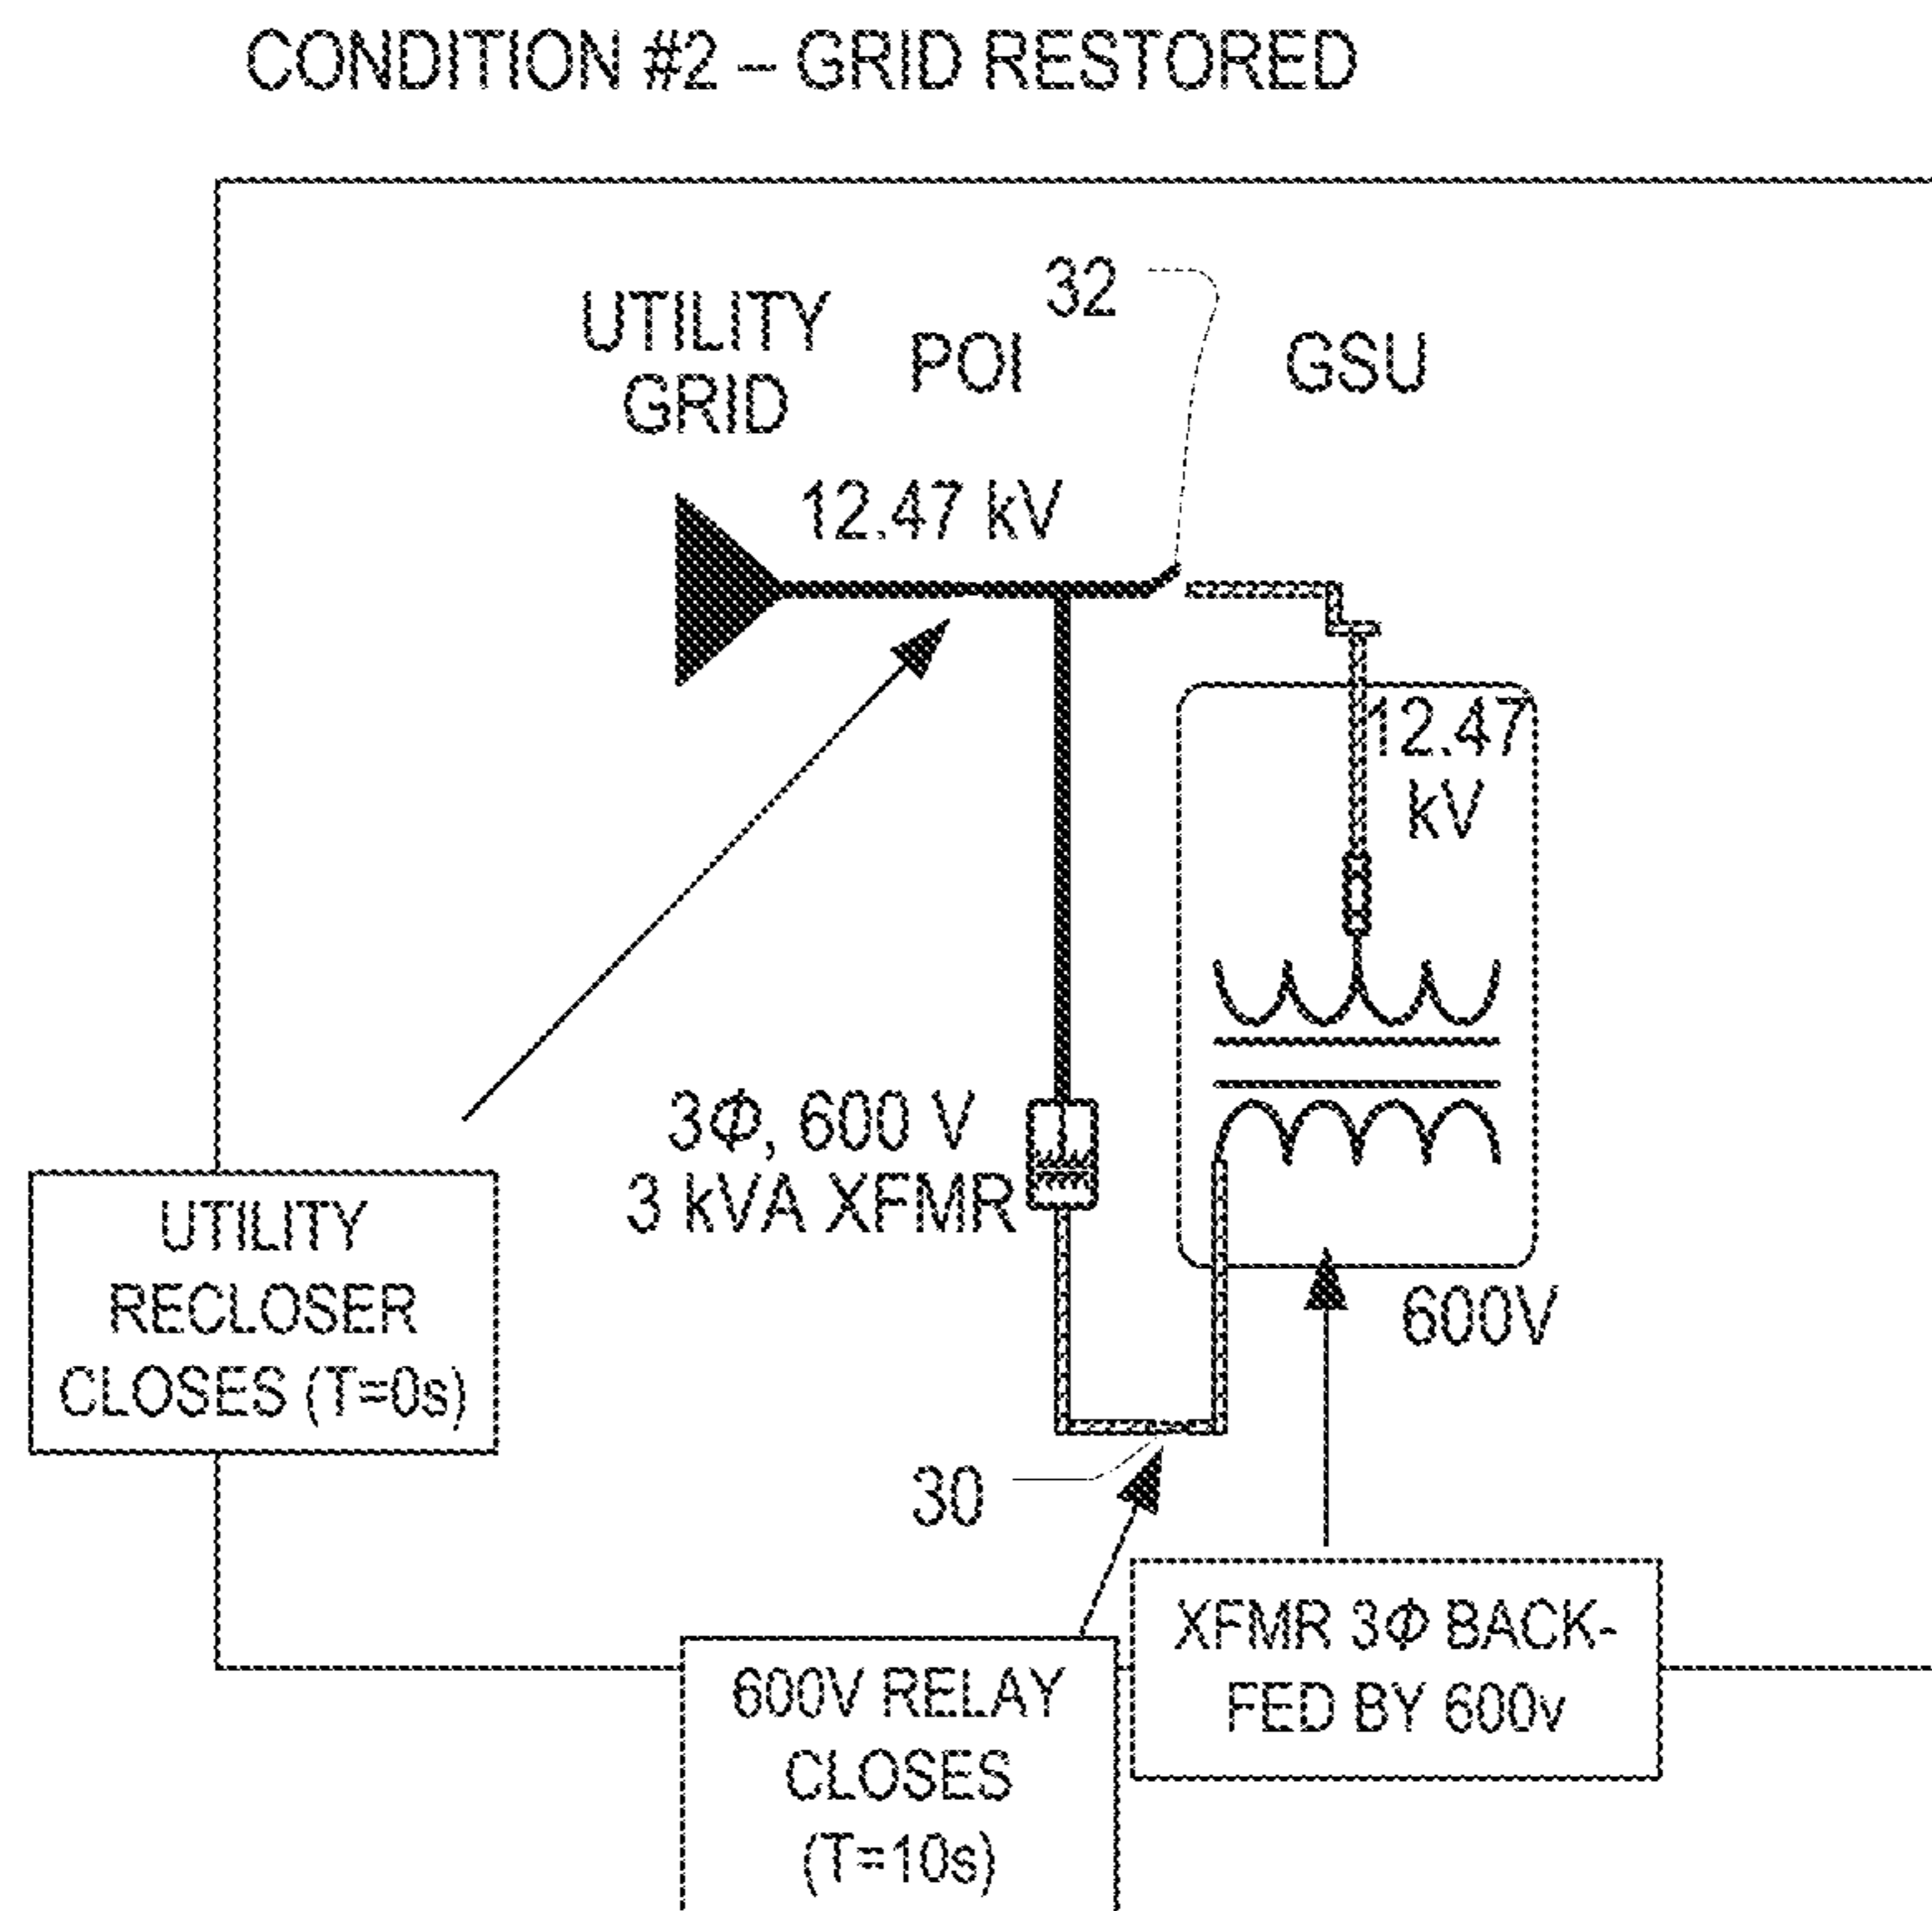 CONDITION #2 – GRID RESTORED
32
UTILITY
GRID
POI
GSU
12.47 kV
12.47
kV
3Φ, 600 V
3 kVA XFMR
UTILITY
RECLOSER
CLOSES (T=0s)
600V
30
XFMR 3Φ BACK-
FED BY 600v
600V RELAY
CLOSES
(T=10s)